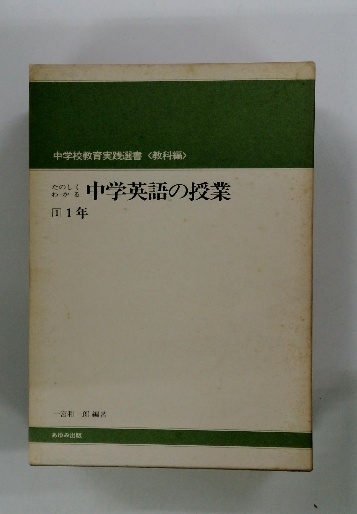 中学校教育実践選書〈教科編〉
たのしく
わかる 中学英語の授業
1 1年
編著
あゆみ出版